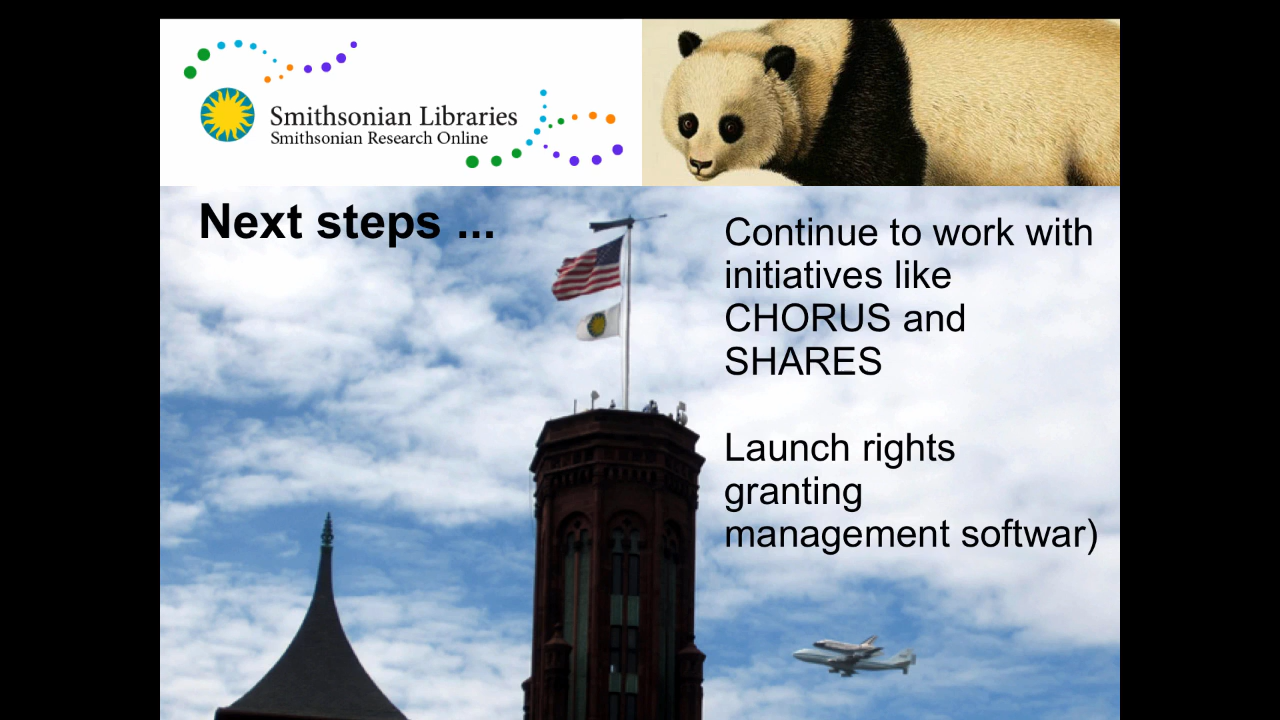 Smithsonian Libraries
Smithsonian Research Online
Next steps ...
Continue to work with
initiatives like
CHORUS and
SHARES
Launch rights
granting
management softwar)